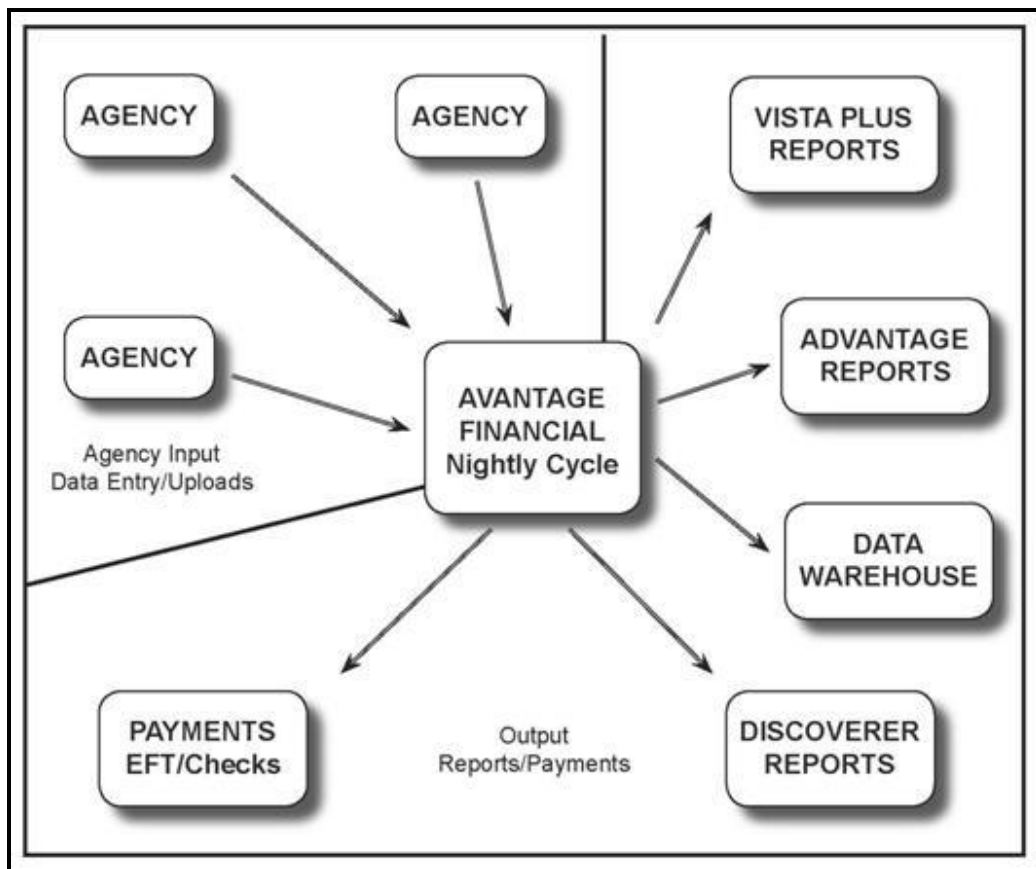 AGENCY
AGENCY
VISTA PLUS
REPORTS
AGENCY
ADVANTAGE
REPORTS
AVANTAGE
FINANCIAL
Nightly Cycle
Agency Input
Data Entry/Uploads
DATA
WAREHOUSE
PAYMENTS
EFT/Checks
Output
Reports/Payments
DISCOVERER
REPORTS